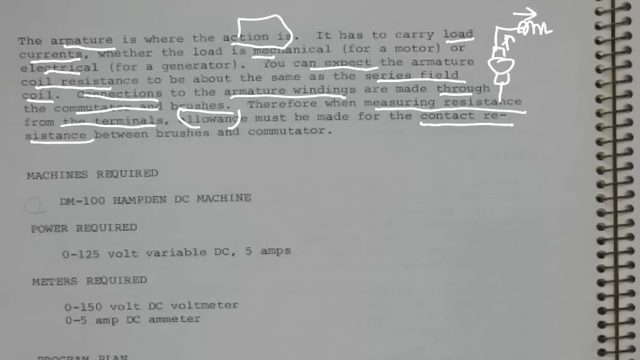 The armature is where the action is. It has to carry load
currents, whether the load is mechanical (for a motor) or
electrical (for a generator). You can expect the armature
coil resistance to be about the same as the series field
coil. Connections to the armature windings are made through
the commutator and brushes. Therefore when measuring resistance
from the terminals, allowance must be made for the contact re-
sistance between brushes and commutator.
MACHINES REQUIRED
DM-100 HAMPDEN DC MACHINE
POWER REQUIRED
0-125 volt variable DC, 5 amps
METERS REQUIRED
0-150 volt DC voltmeter
0-5 amp DC ammeter
PROGRAM PLAN